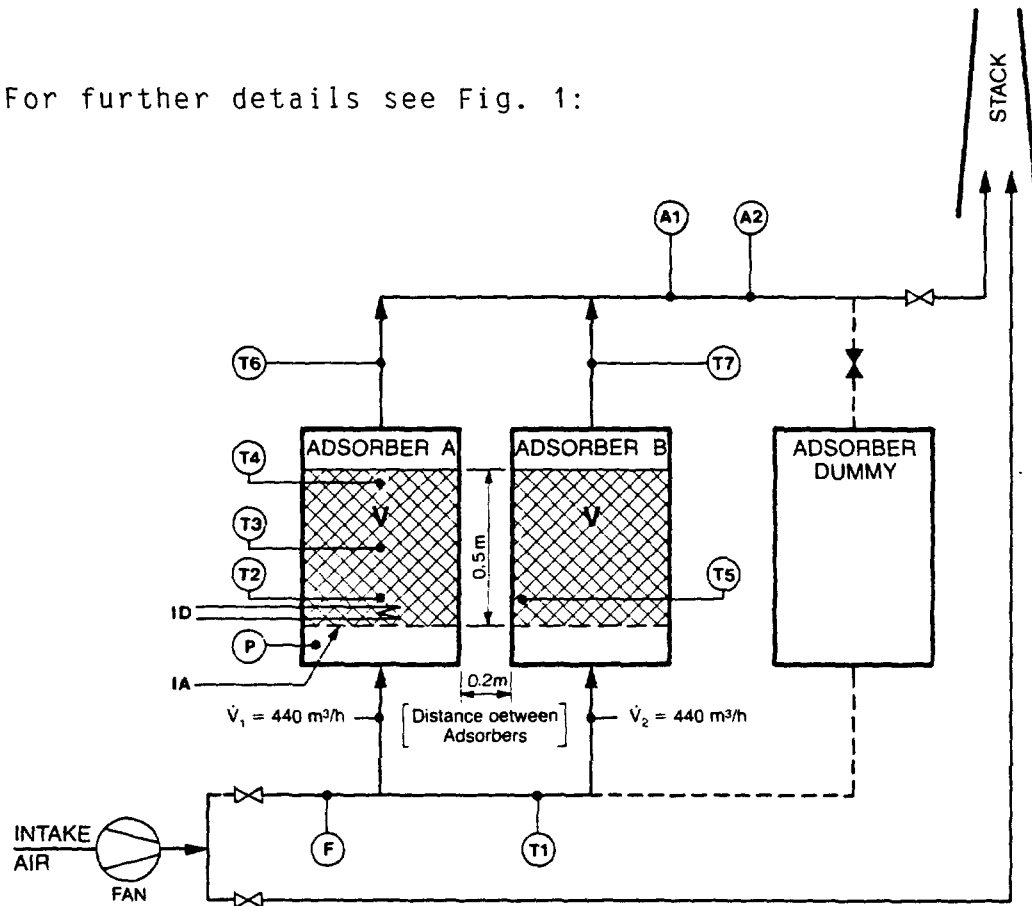 For further details see Fig. 1:
STACK
A1
A2
T6
T7
ADSORBER A
ADSORBER B
ADSORBER
DUMMY
T4
V
V
T3
0.5m
T2
T5
ID
P
IA
0.2m
V̇₁ = 440 m³/h
[Distance oetween
Adsorbers]
V̇₂ = 440 m³/h
INTAKE
AIR
FAN
F
T1